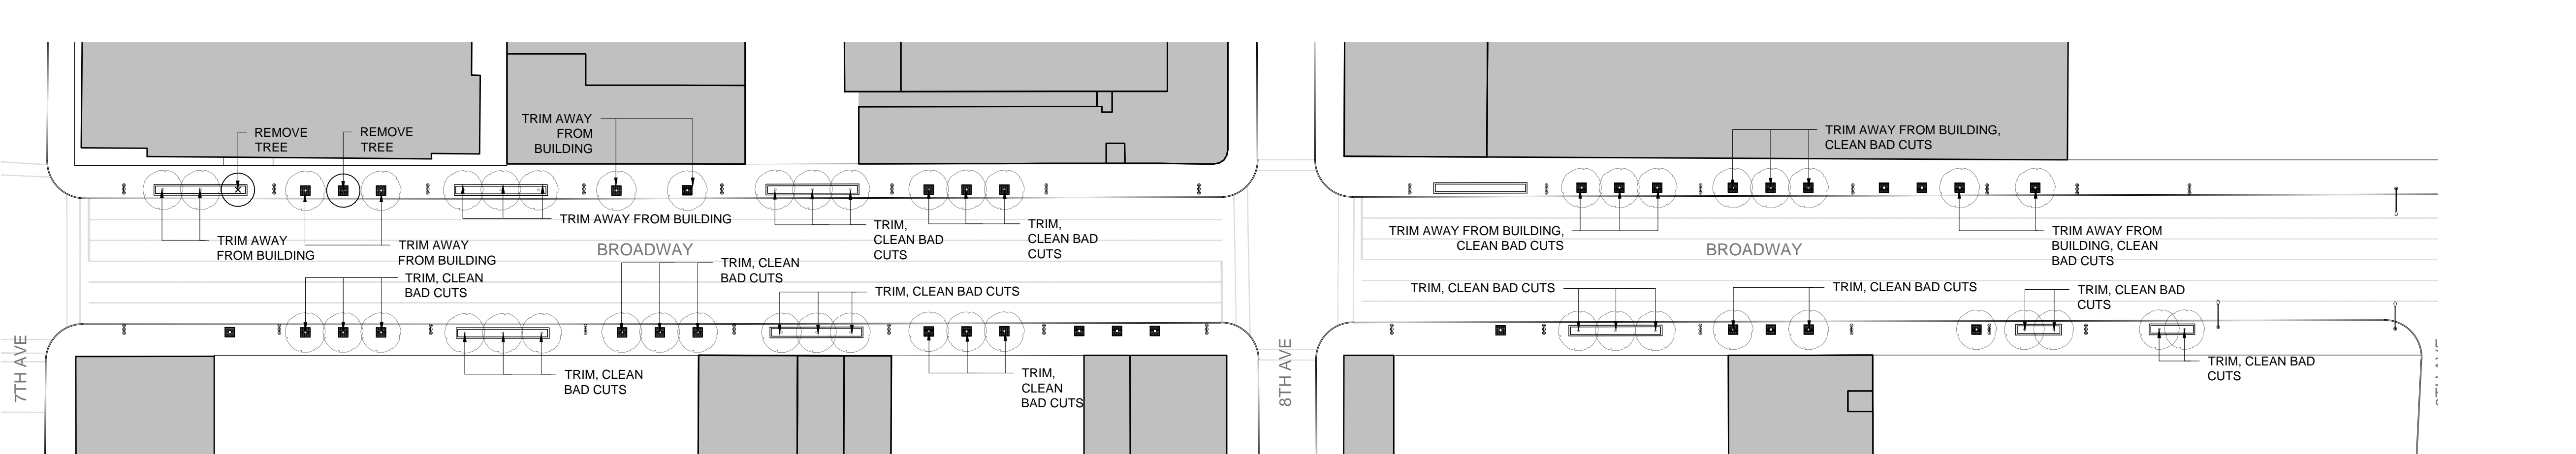 REMOVE
TREE
REMOVE
TREE
TRIM AWAY
FROM
BUILDING
TRIM AWAY FROM BUILDING,
CLEAN BAD CUTS
TRIM AWAY
FROM BUILDING
TRIM AWAY
FROM BUILDING
TRIM AWAY FROM BUILDING
TRIM,
CLEAN BAD
CUTS
TRIM,
CLEAN BAD
CUTS
TRIM AWAY FROM BUILDING,
CLEAN BAD CUTS
TRIM AWAY FROM
BUILDING, CLEAN
BAD CUTS
BROADWAY
BROADWAY
TRIM, CLEAN
BAD CUTS
TRIM, CLEAN
BAD CUTS
TRIM, CLEAN BAD CUTS
TRIM, CLEAN BAD CUTS
TRIM, CLEAN BAD CUTS
TRIM, CLEAN BAD
CUTS
7TH AVE
8TH AVE
TRIM, CLEAN
BAD CUTS
TRIM,
CLEAN
BAD CUTS
TRIM, CLEAN BAD
CUTS